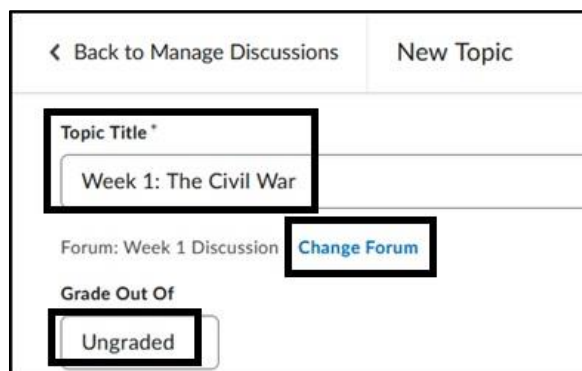 Back to Manage Discussions New Topic
Topic Title *
Week 1: The Civil War
Forum: Week 1 Discussion Change Forum
Grade Out Of
Ungraded